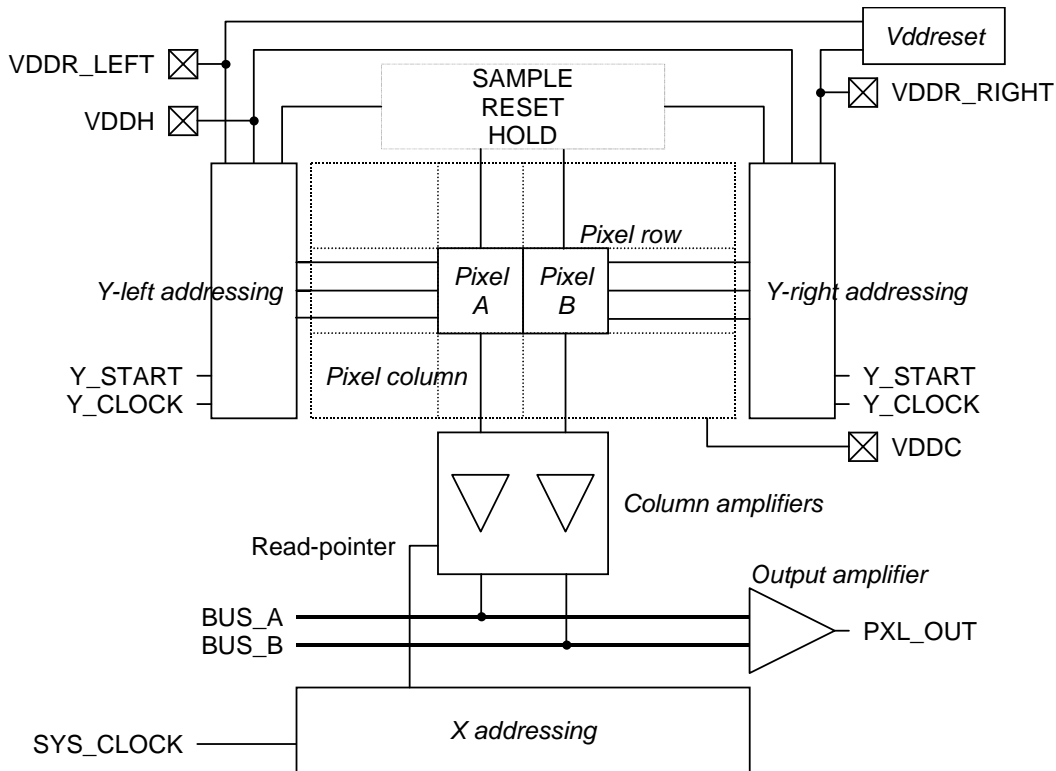 Vddreset
VDDR_LEFT
VDDR_RIGHT
VDDH
SAMPLE
RESET
HOLD
Pixel row
Y-left addressing
Pixel
A
Pixel
B
Y-right addressing
Pixel column
Y_START
Y_CLOCK
Y_START
Y_CLOCK
VDDC
Column amplifiers
Read-pointer
Output amplifier
BUS_A
BUS_B
PXL_OUT
X addressing
SYS_CLOCK